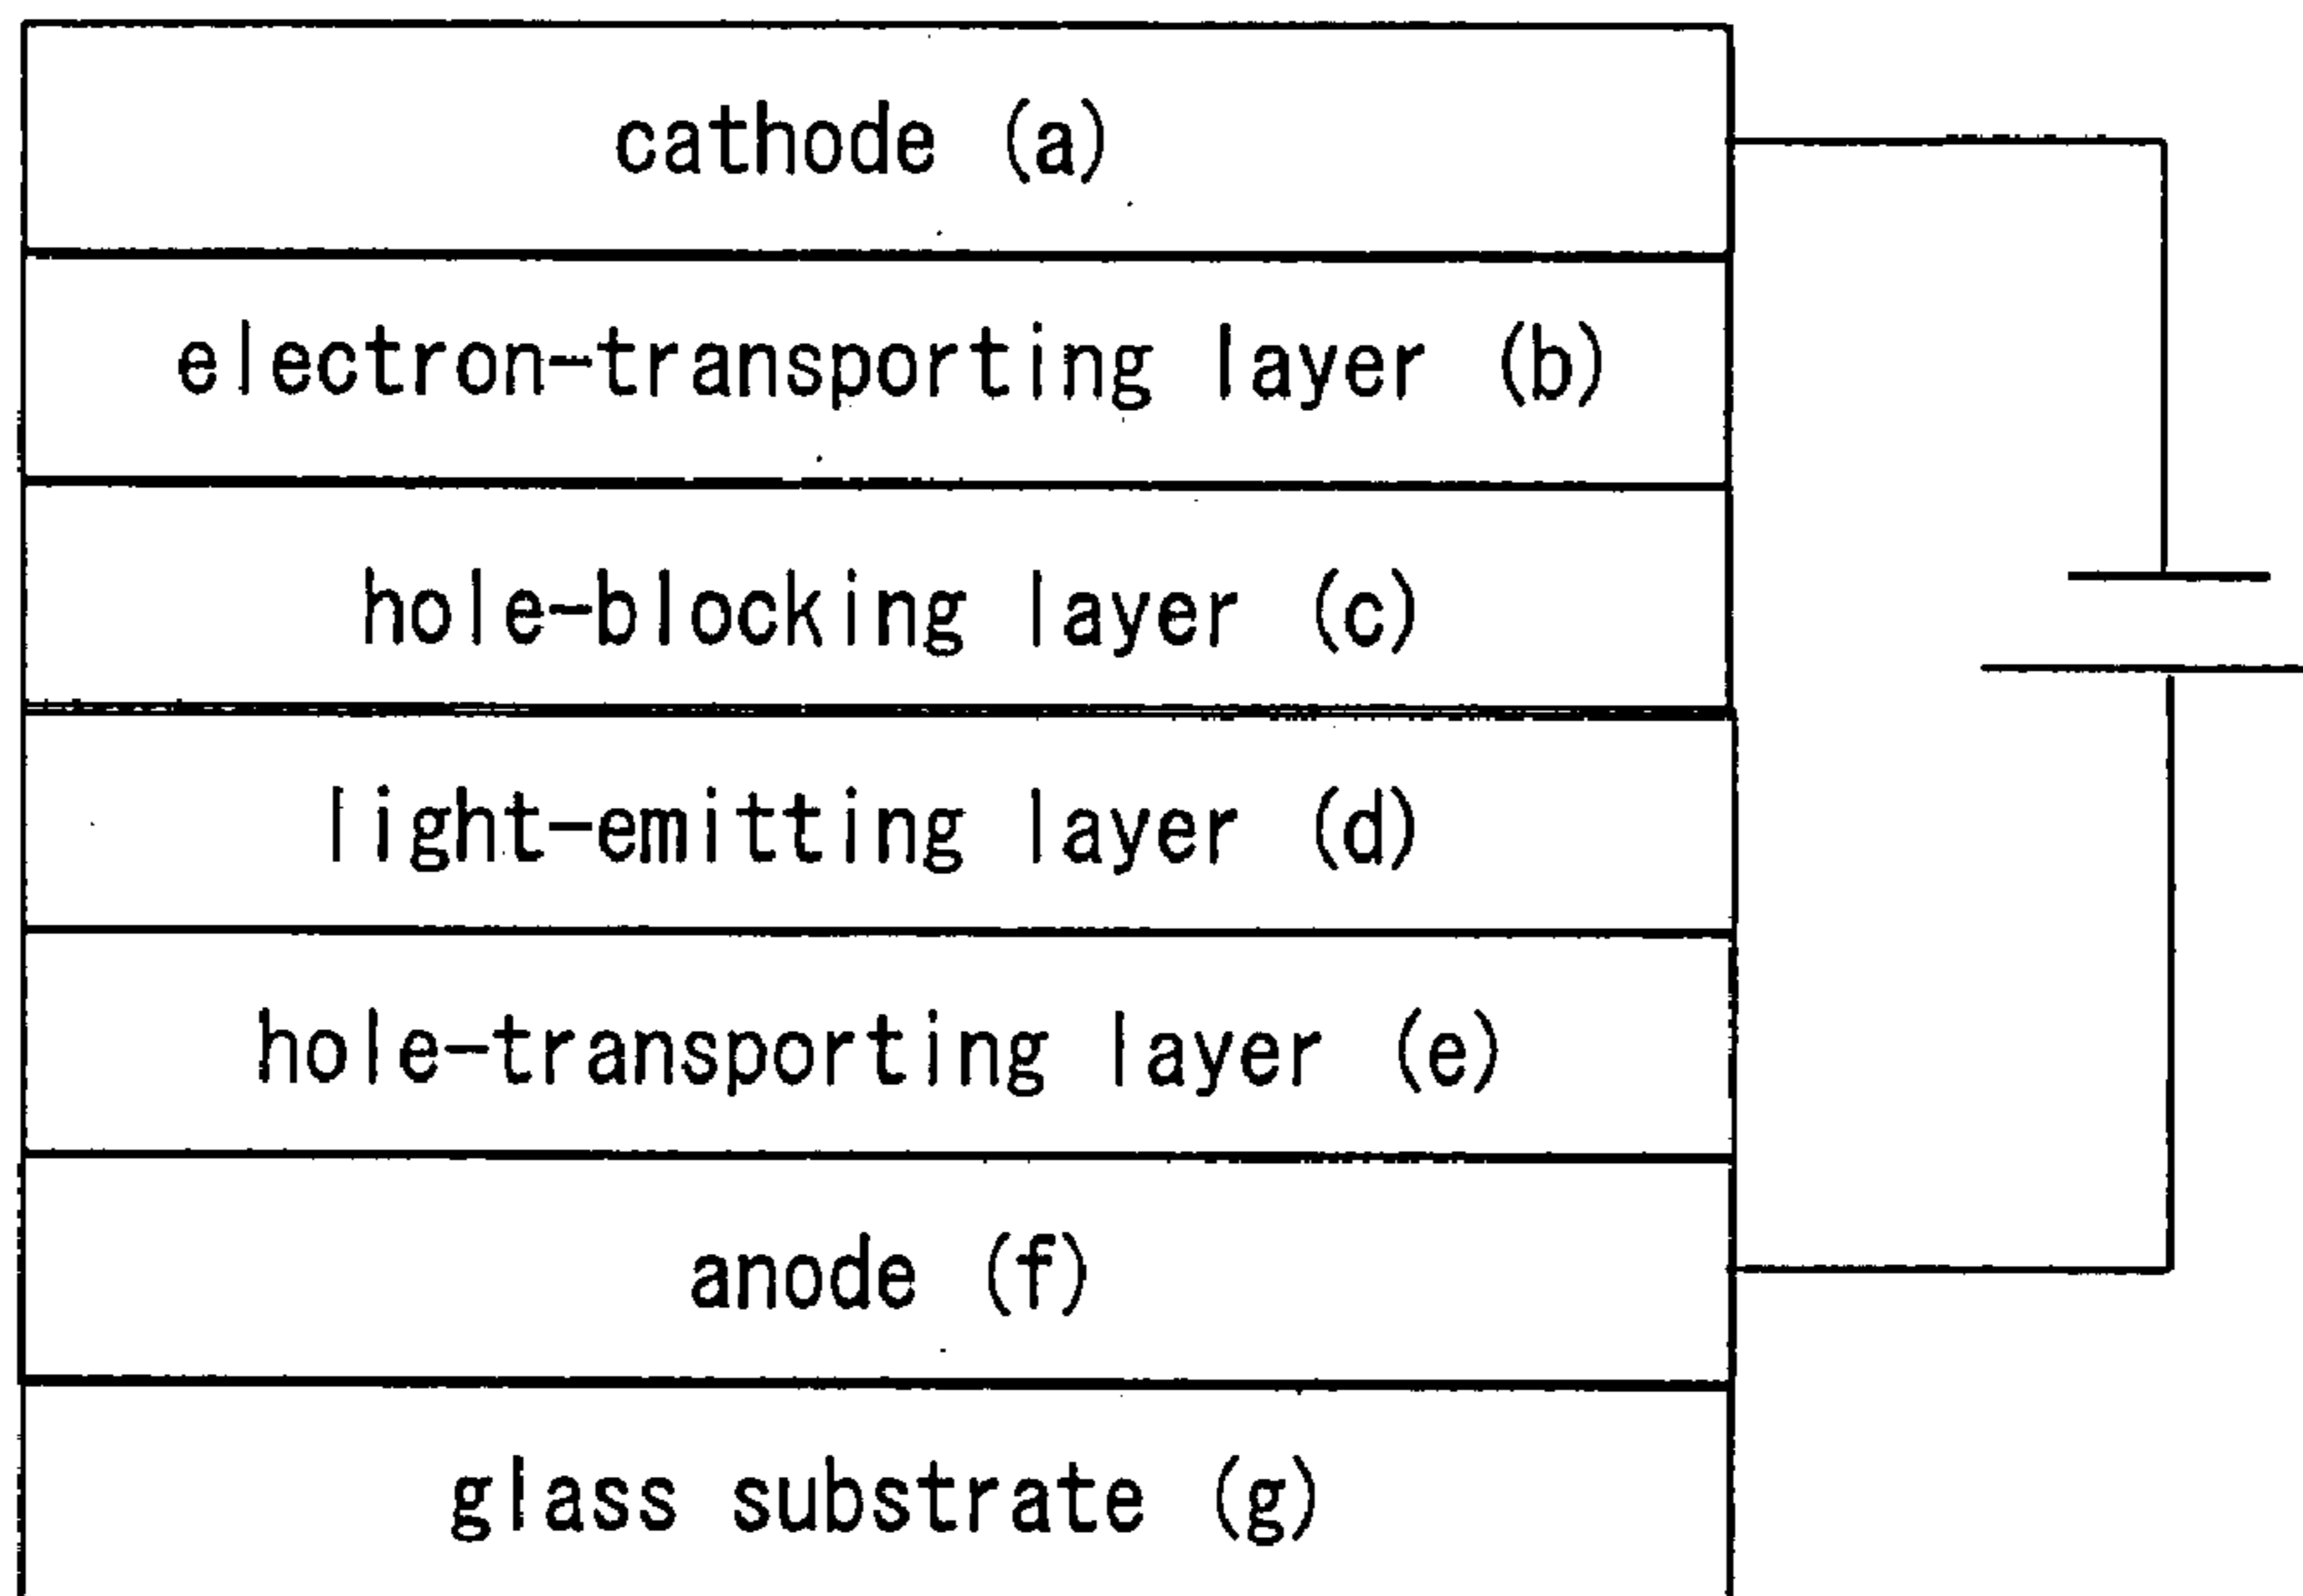 cathode (a)
electron-transporting layer (b)
hole-blocking layer (c)
light-emitting layer (d)
hole-transporting layer (e)
anode (f)
glass substrate (g)